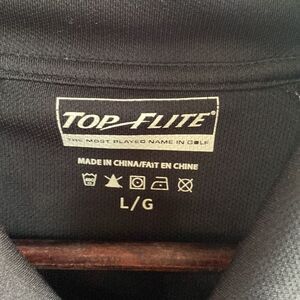 TOP FLITE®
THE MOST PLAYED NAME IN GOLF
MADE IN CHINA/FAIT EN CHINE
L/G